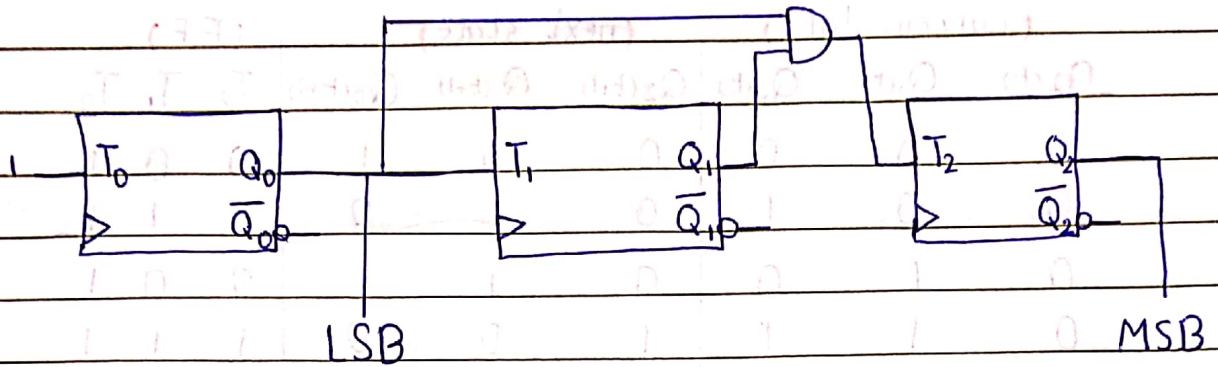 1 T₀ Q₀ T₁ Q₁ T₂ Q₂
Q̅₀ Q̅₁ Q̅₂
LSB MSB